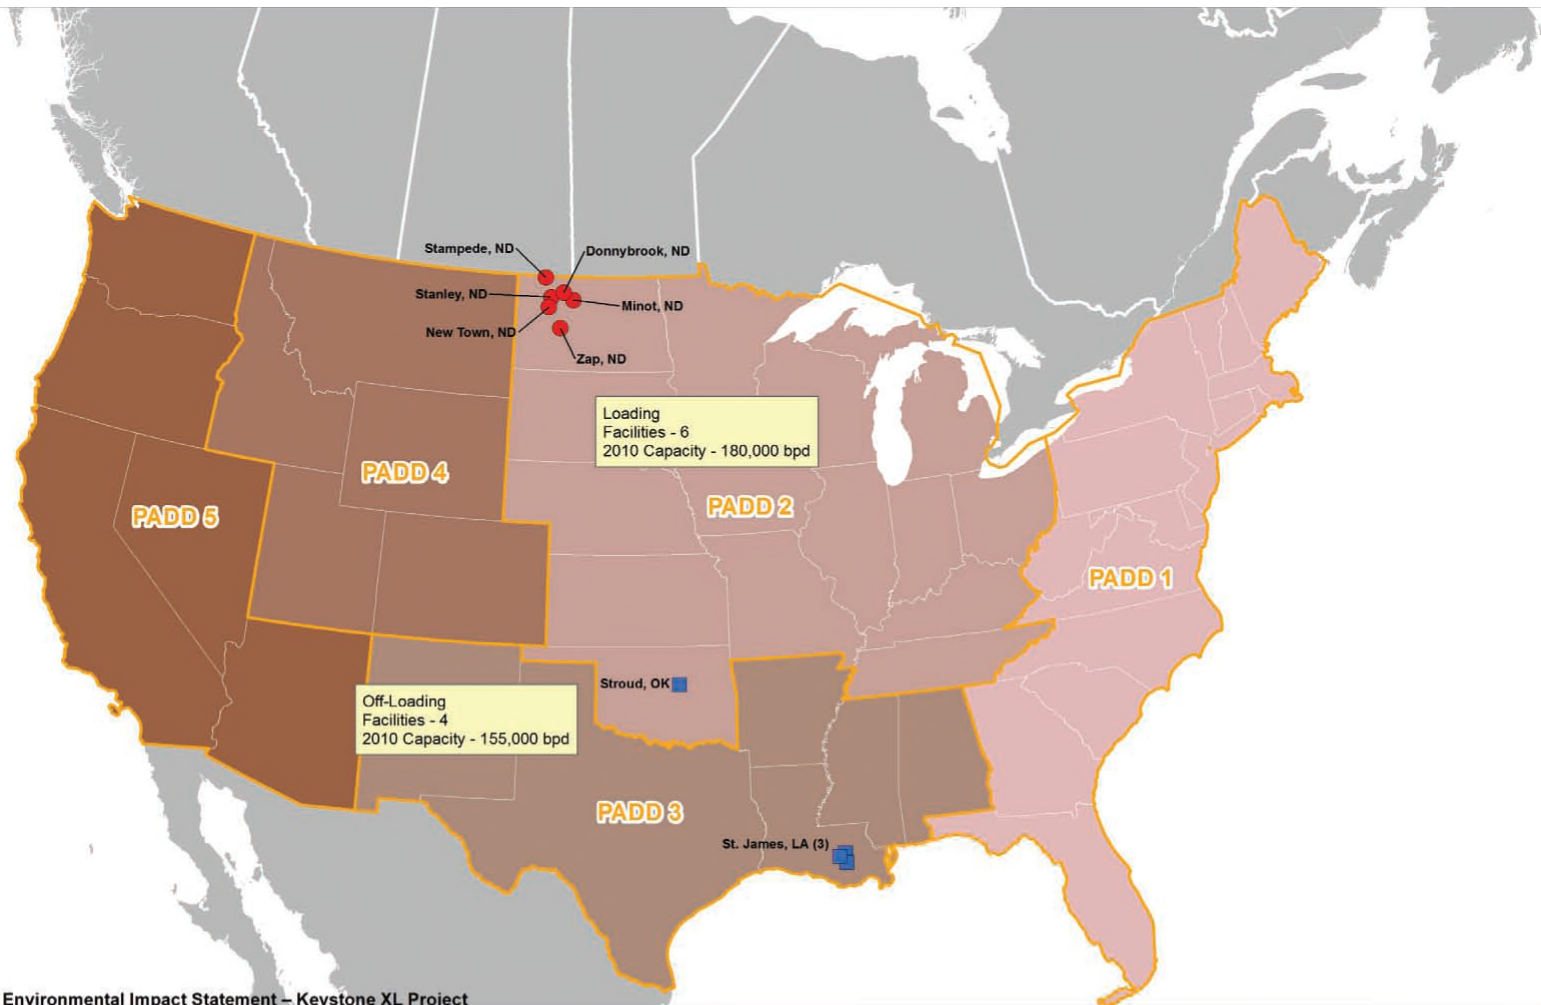 Stampede, ND
Donnybrook, ND
Stanley, ND
Minot, ND
New Town, ND
Zap, ND
Loading
Facilities - 6
2010 Capacity - 180,000 bpd
PADD 4
PADD 2
PADD 5
PADD 1
Stroud, OK
Off-Loading
Facilities - 4
2010 Capacity - 155,000 bpd
PADD 3
St. James, LA (3)
Environmental Impact Statement – Keystone XL Project